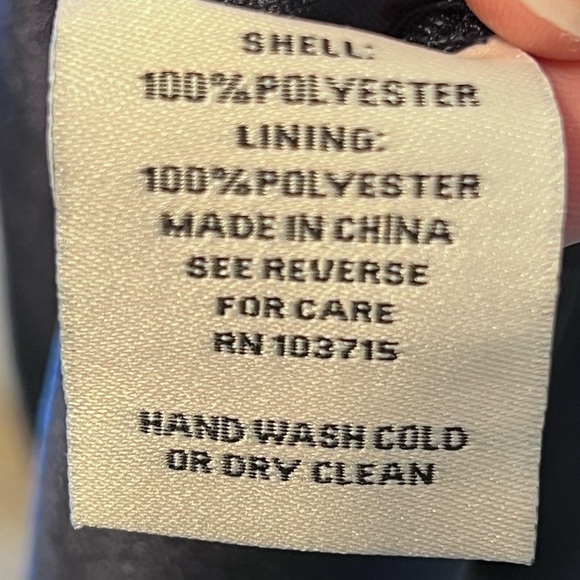 SHELL:
100% POLYESTER
LINING:
100% POLYESTER
MADE IN CHINA
SEE REVERSE
FOR CARE
RN 103715
HAND WASH COLD
OR DRY CLEAN